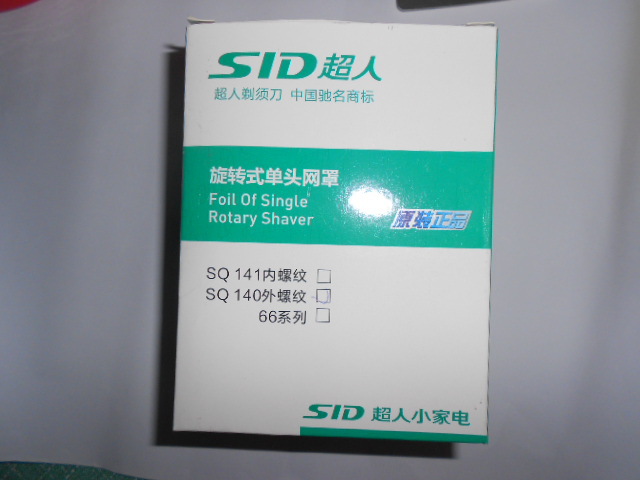 SID超人
超人剃须刀 中国驰名商标
旋转式单头网罩
Foil Of Single
Rotary Shaver
原装正品
SQ 141内螺纹
SQ 140外螺纹
66系列
SID 超人小家电